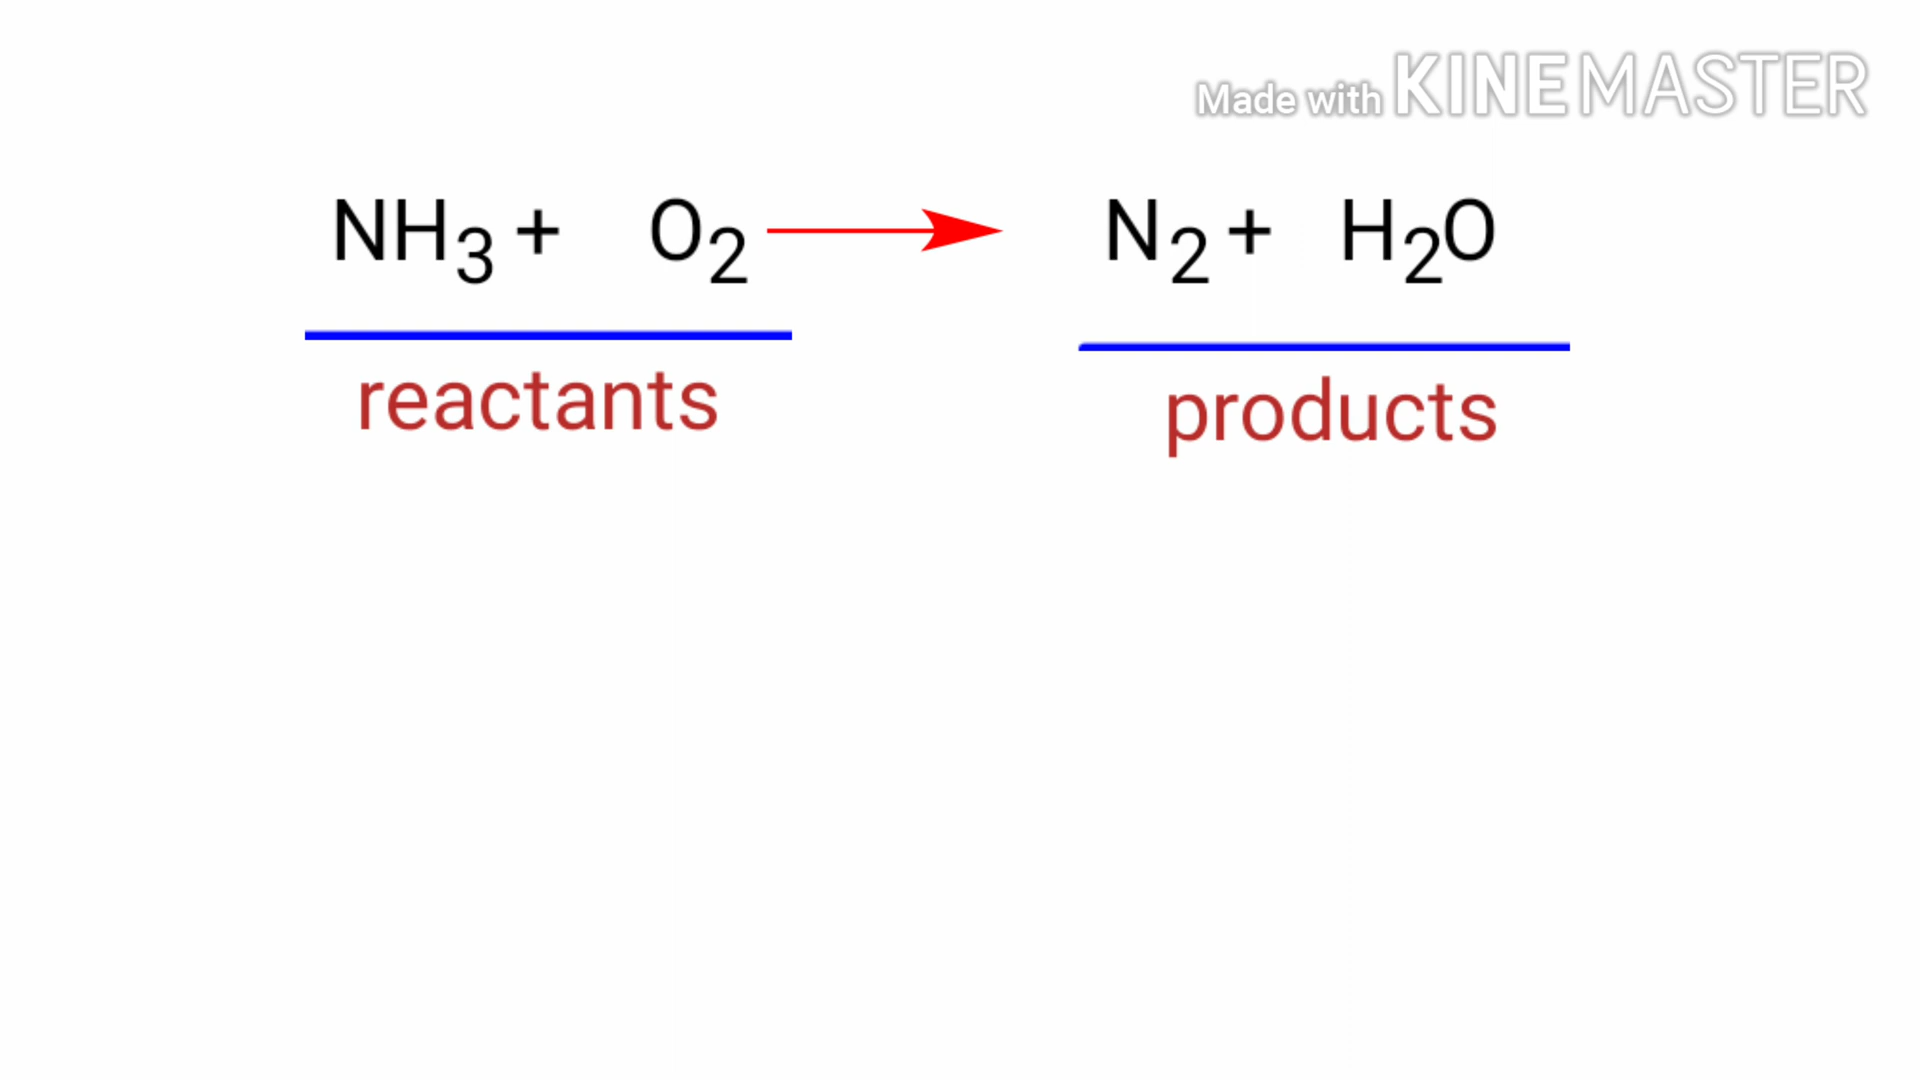 Made with KINEMASTER
NH₃ + O₂ ⟶ N₂ + H₂O
reactants products